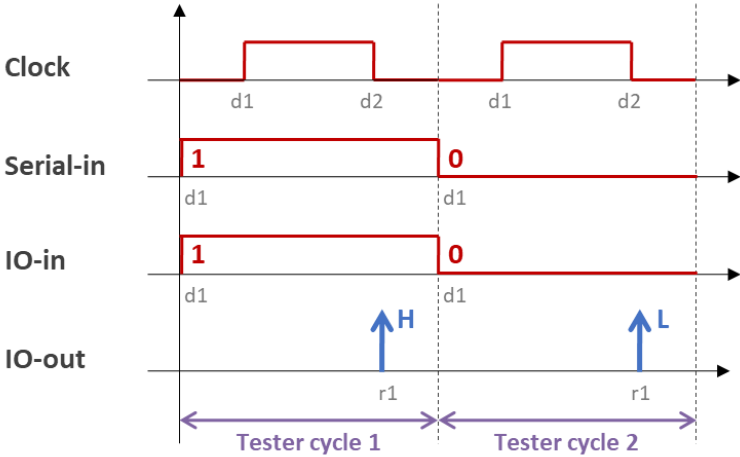 Clock
d1 d2 d1 d2
Serial-in
1 0
d1 d1
IO-in
1 0
d1 d1
H L
IO-out
r1 r1
Tester cycle 1 Tester cycle 2